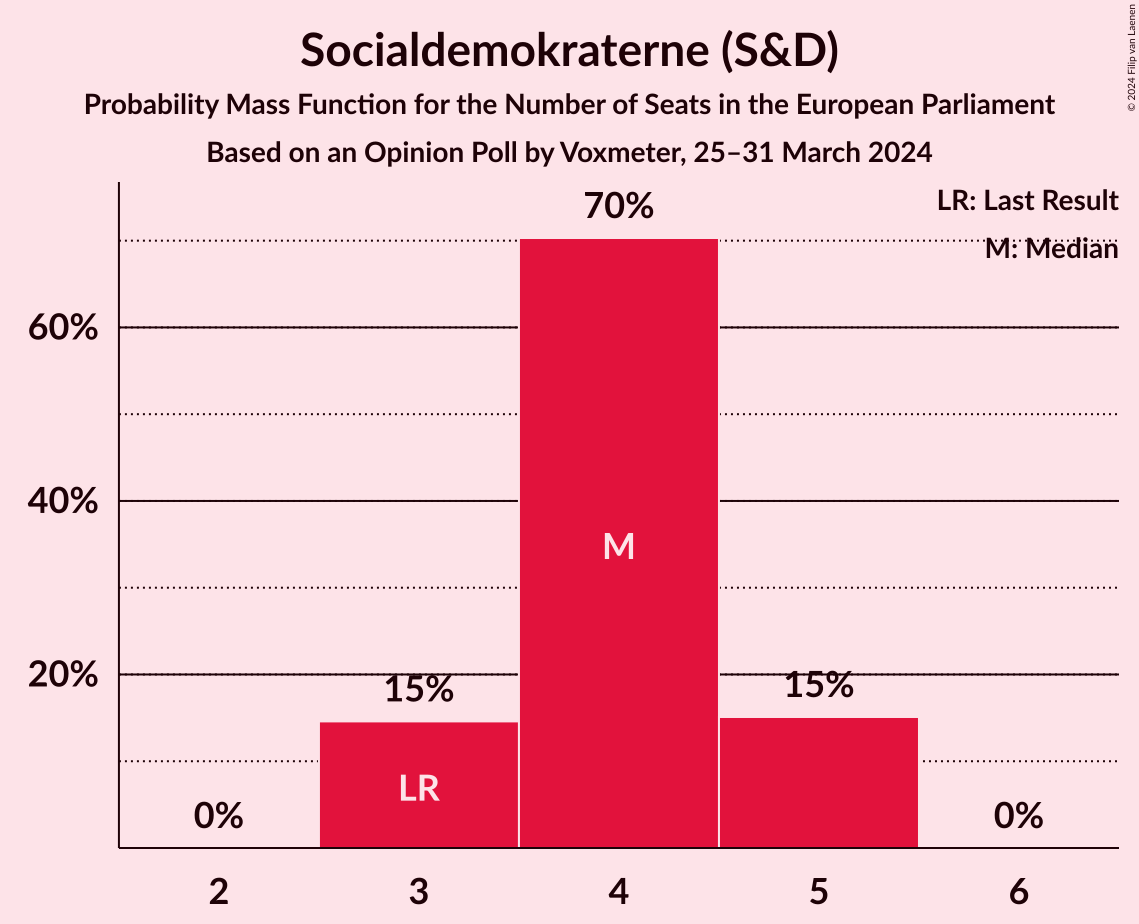 Socialdemokraterne (S&D)
Probability Mass Function for the Number of Seats in the European Parliament
Based on an Opinion Poll by Voxmeter, 25–31 March 2024
© 2024 Filip van Laenen
LR: Last Result
M: Median
70%
60%
40%
M
20%
15%
15%
LR
0%
0%
2
3
4
5
6